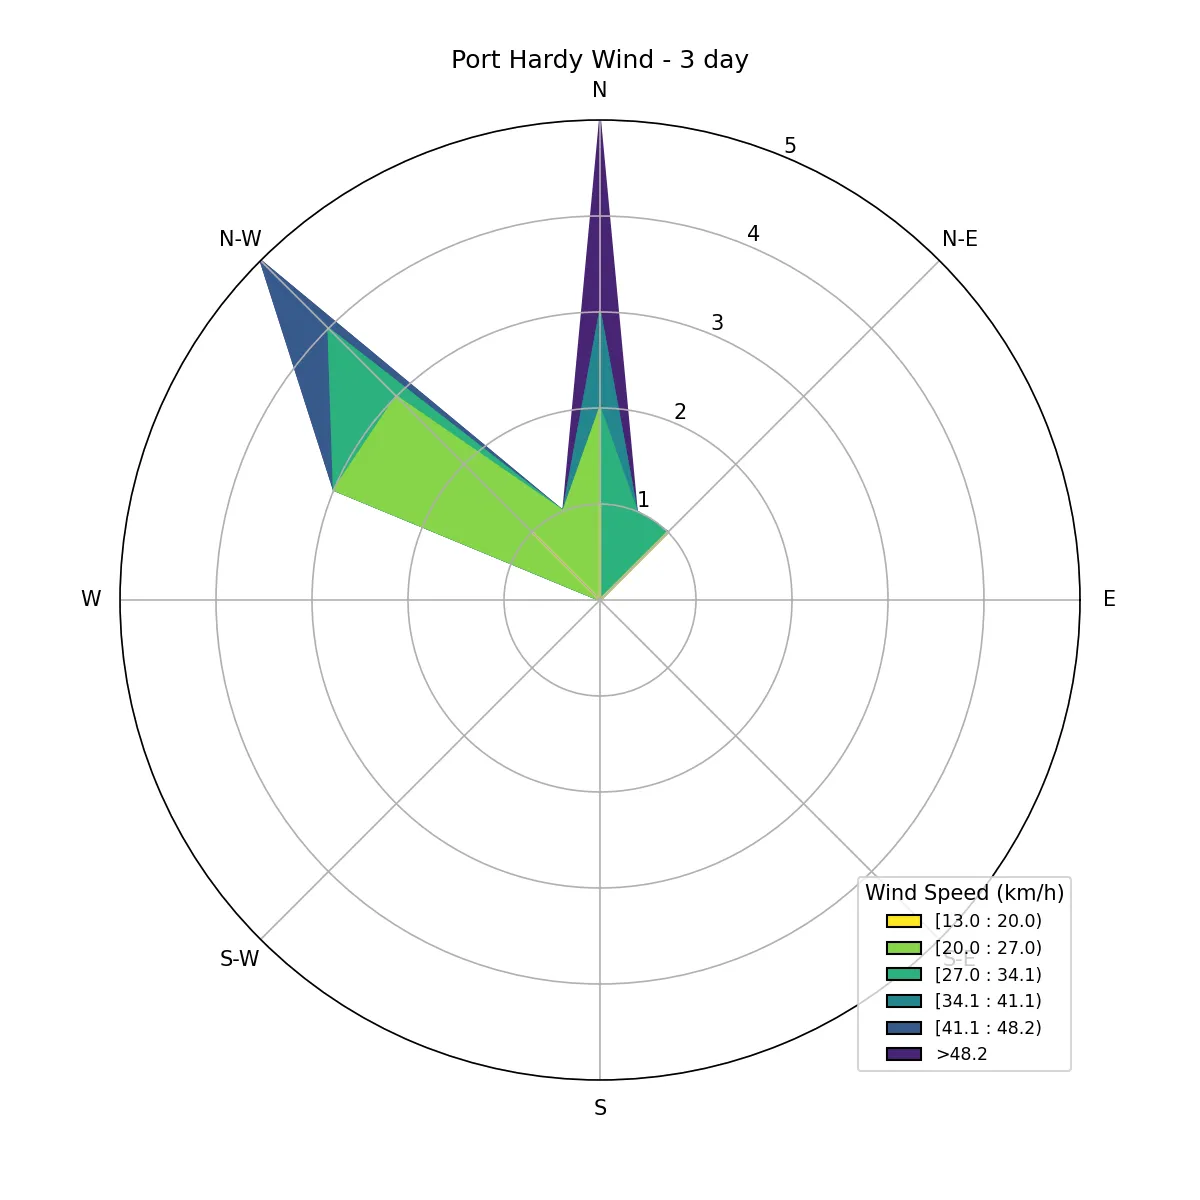 Port Hardy Wind - 3 day
N
5
4
N-W
N-E
3
2
1
W
E
Wind Speed (km/h)
[13.0 : 20.0)
[20.0 : 27.0)
S-W
S-E
[27.0 : 34.1)
[34.1 : 41.1)
[41.1 : 48.2)
>48.2
S